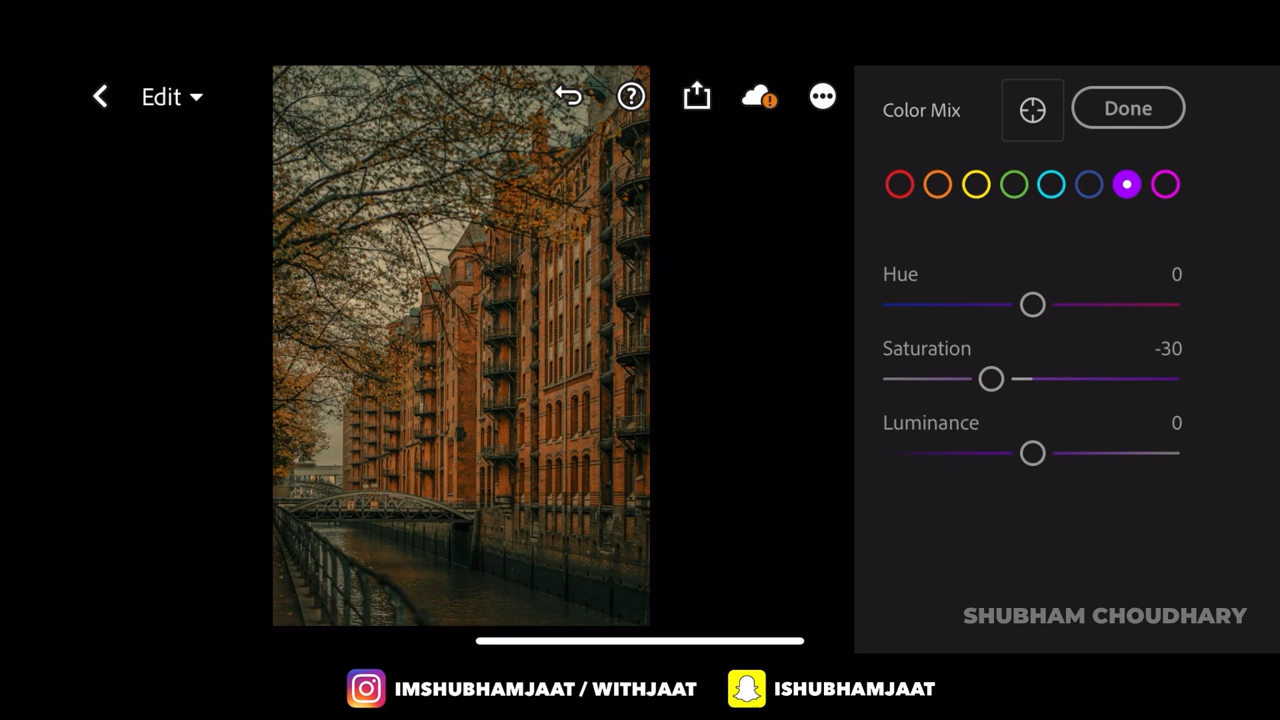 Edit
Color Mix
Done
Hue 0
Saturation -30
Luminance 0
SHUBHAM CHOUDHARY
IMSHUBHAMJAAT / WITHJAAT
ISHUBHAMJAAT